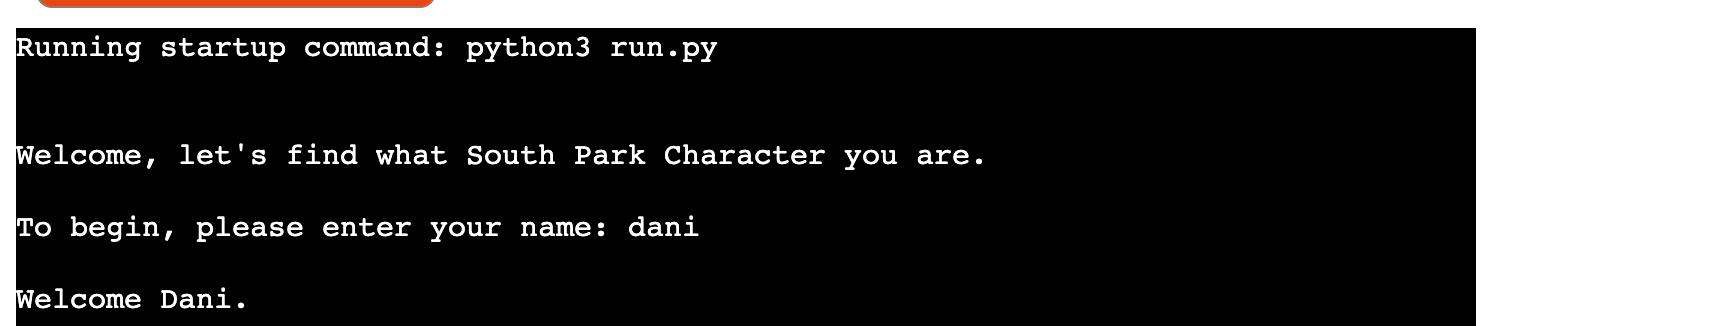 Running startup command: python3 run.py
Welcome, let's find what South Park Character you are.
To begin, please enter your name: dani
Welcome Dani.